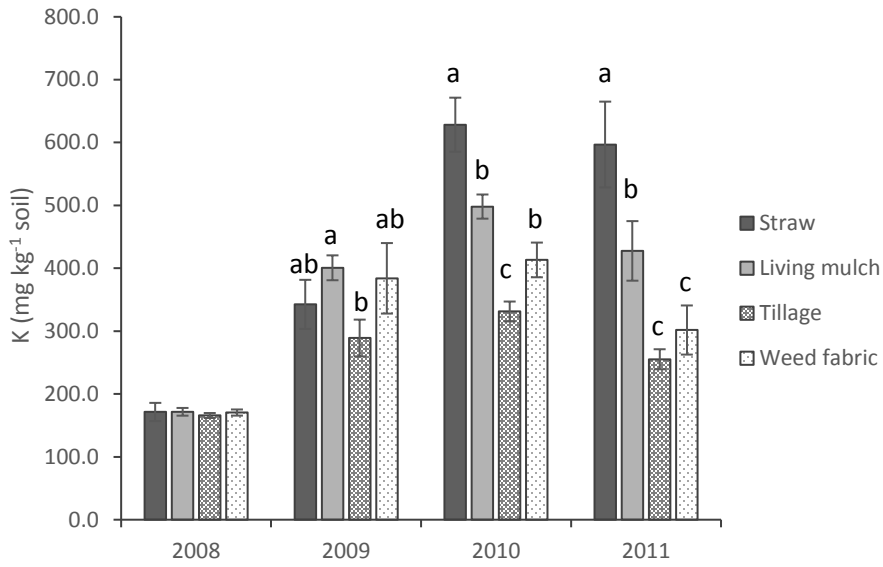 800.0
700.0
600.0
500.0
400.0
300.0
200.0
100.0
0.0
K (mg kg⁻¹ soil)
ab
a
b
ab
a
b
c
b
a
b
c
c
2008
2009
2010
2011
Straw
Living mulch
Tillage
Weed fabric